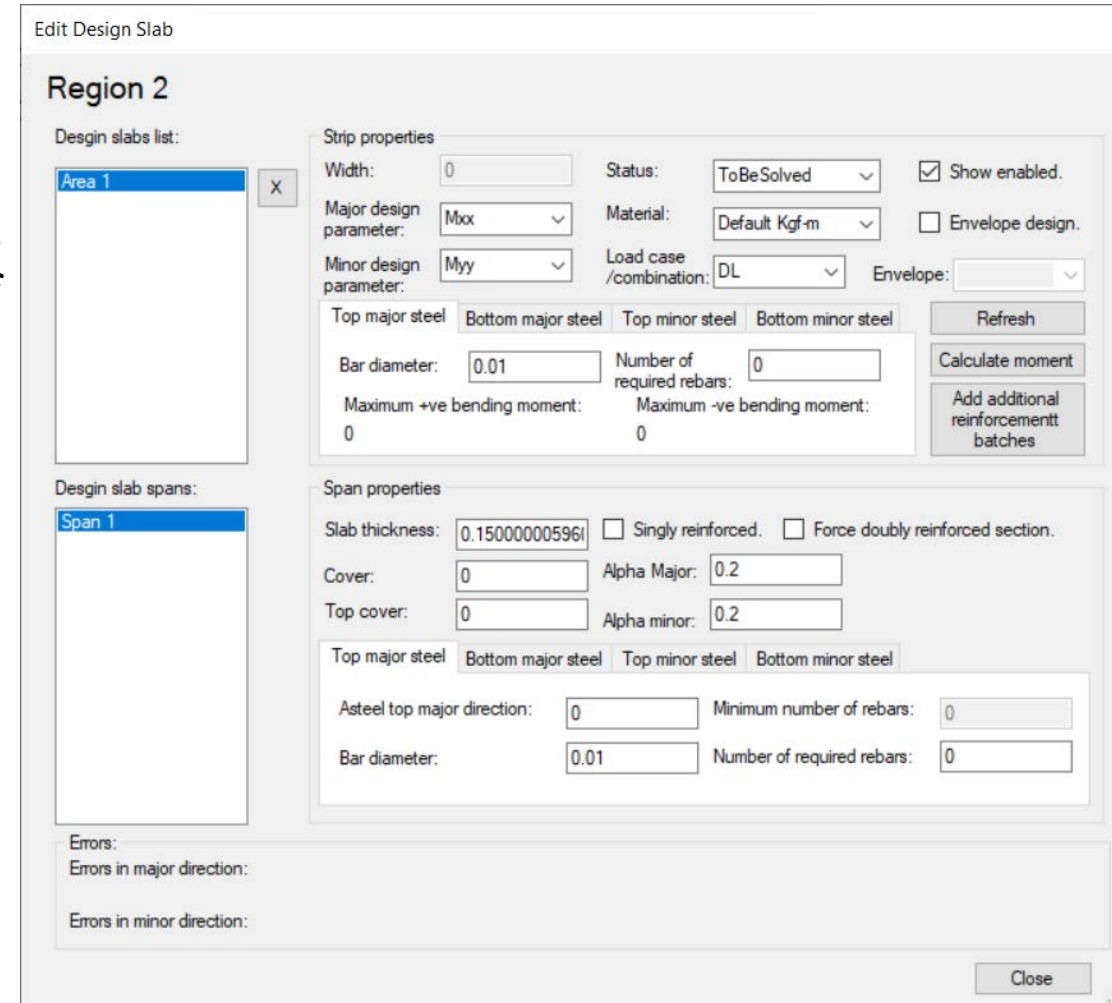 Edit Design Slab
Region 2
Desgin slabs list:
Area 1
X
Strip properties
Width: 0
Status: ToBeSolved
Show enabled.
Major design parameter: Mxx
Material: Default Kgf-m
Envelope design.
Minor design parameter: Myy
Load case /combination: DL
Envelope:
Top major steel Bottom major steel Top minor steel Bottom minor steel
Refresh
Bar diameter: 0.01
Number of required rebars: 0
Calculate moment
Maximum +ve bending moment: Maximum -ve bending moment:
0 0
Add additional
reinforcementt
batches
Desgin slab spans:
Span 1
Span properties
Slab thickness: 0.15000000596
Singly reinforced. Force doubly reinforced section.
Cover: 0
Alpha Major: 0.2
Top cover: 0
Alpha minor: 0.2
Top major steel Bottom major steel Top minor steel Bottom minor steel
Asteel top major direction: 0
Minimum number of rebars: 0
Bar diameter: 0.01
Number of required rebars: 0
Errors:
Errors in major direction:
Errors in minor direction:
Close